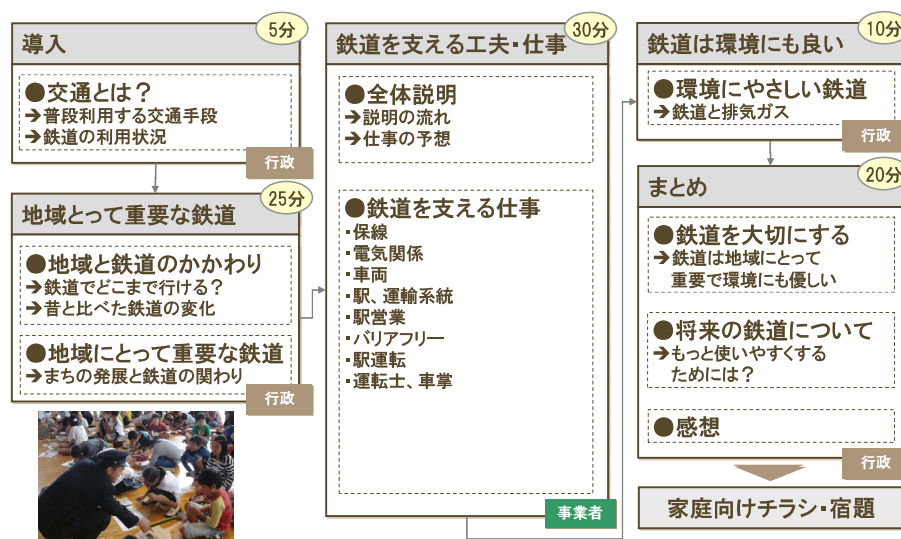 導入
5分
●交通とは？
➔普段利用する交通手段
➔鉄道の利用状況
行政
地域とって重要な鉄道
25分
●地域と鉄道のかかわり
➔鉄道でどこまで行ける？
➔昔と比べた鉄道の変化
●地域にとって重要な鉄道
➔まちの発展と鉄道の関わり
行政
鉄道を支える工夫・仕事
30分
●全体説明
➔説明の流れ
➔仕事の予想
●鉄道を支える仕事
・保線
・電気関係
・車両
・駅、運輸系統
・駅営業
・バリアフリー
・駅運転
・運転士、車掌
事業者
鉄道は環境にも良い
10分
●環境にやさしい鉄道
➔鉄道と排気ガス
行政
まとめ
20分
●鉄道を大切にする
➔鉄道は地域にとって
重要で環境にも優しい
●将来の鉄道について
➔もっと使いやすくする
ためには？
●感想
行政
家庭向けチラシ・宿題